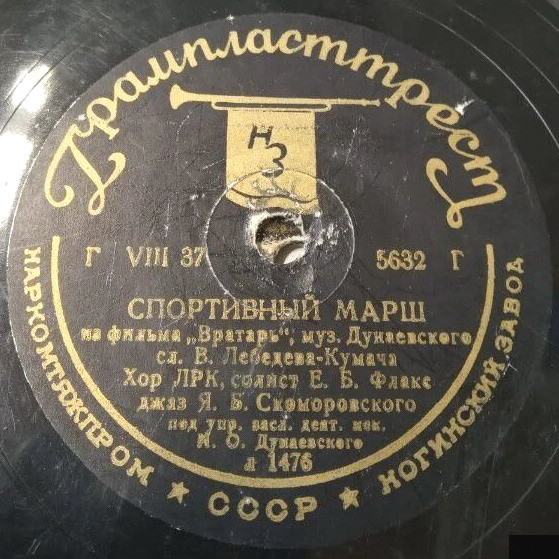 Грампласттрест
НЗ
Г VIII 37 5632 Г
СПОРТИВНЫЙ МАРШ
из фильма „Вратарь“, муз. Дунаевского
сл. В. Лебедева-Кумача
Хор ЛРК, солист Е. Б. Флакс
джаз Я. Б. Скоморовского
под упр. засл. деят. иск.
И. О. Дунаевского
л 1476
НАРКОМТЯЖПРОМ ★ СССР ★ НОГИНСКИЙ ЗАВОД